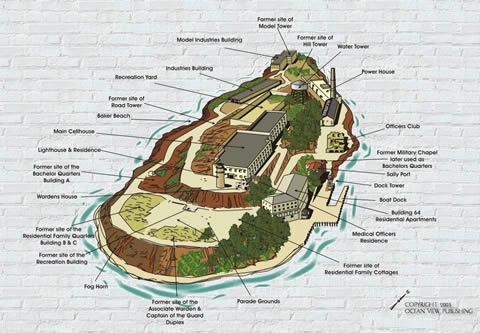 Former site of
Model Tower
Model Industries Building
Former site of
Hill Tower
Water Tower
Industries Building
Power House
Recreation Yard
Former site of
Road Tower
Baker Beach
Main Cellhouse
Officers Club
Lighthouse & Residence
Former Military Chapel
later used as
Bachelors Quarters
Former site of the
Bachelor Quarters
Building A.
Sally Port
Dock Tower
Wardens House
Boat Dock
Building 64
Residential Apartments
Former site of
the
Residential Family Quarters
Building B & C
Medical Officers
Residence
Former site of the
Recreation Building
Former site of
Residential Family Cottages
Fog Horn
Parade Grounds
Former site of the
Associate Warden &
Captain of the Guard
Duplex
COPYRIGHT 2003
OCEAN VIEW PUBLISHING